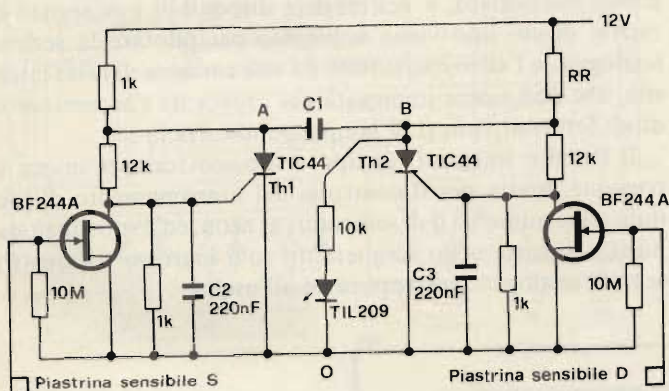 12V
1k
RR
A
C1
B
12k
TIC44
Th1
Th2
TIC44
12k
BF244A
BF244A
10k
10M
1k
C2
220nF
C3
220nF
1k
10M
TIL209
Piastrina sensibile S
O
Piastrina sensibile D